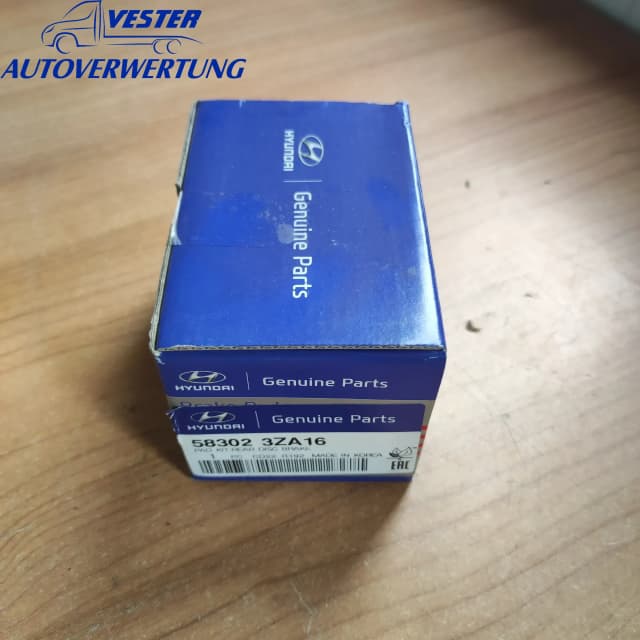 VESTER
AUTOVERWERTUNG
HYUNDAI
Genuine Parts
HYUNDAI
Genuine Parts
HYUNDAI
Genuine Parts
58302 3ZA16
PAD KIT-REAR DISC BRAKE
MADE IN KOREA
EAC